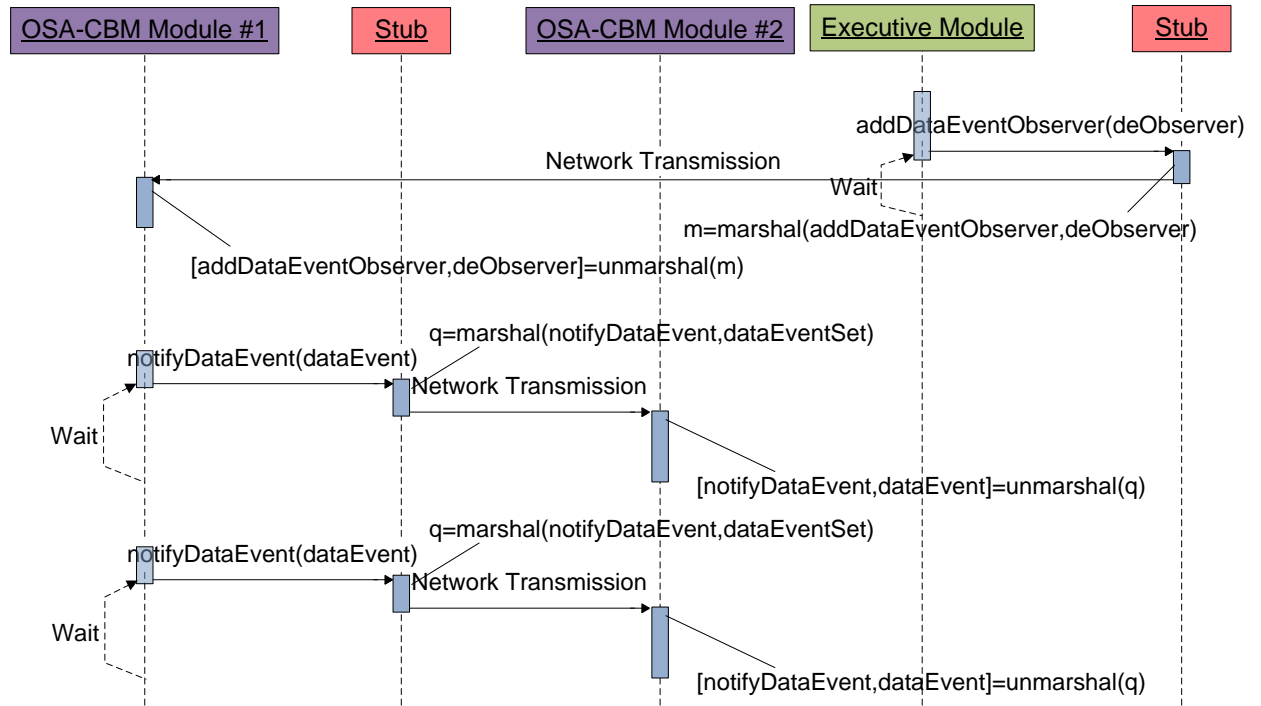 OSA-CBM Module #1
Stub
OSA-CBM Module #2
Executive Module
Stub
addDataEventObserver(deObserver)
Network Transmission
Wait
m=marshal(addDataEventObserver,deObserver)
[addDataEventObserver,deObserver]=unmarshal(m)
q=marshal(notifyDataEvent,dataEventSet)
notifyDataEvent(dataEvent)
Network Transmission
Wait
[notifyDataEvent,dataEvent]=unmarshal(q)
q=marshal(notifyDataEvent,dataEventSet)
notifyDataEvent(dataEvent)
Network Transmission
Wait
[notifyDataEvent,dataEvent]=unmarshal(q)